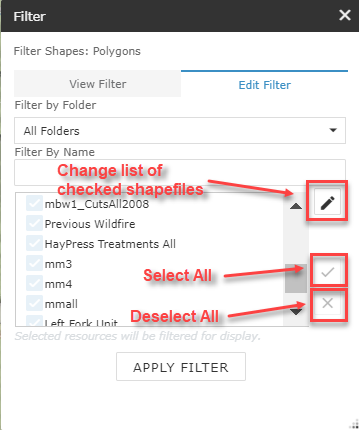 Filter
Filter Shapes: Polygons
View Filter
Edit Filter
Filter by Folder
All Folders
Filter By Name
Change list of
checked shapefiles
mbw1_CutsAll2008
Previous Wildfire
HayPress Treatments All
mm3
Select All
mm4
mmall
Deselect All
Left Fork Unit
Selected resources will be filtered for display.
APPLY FILTER